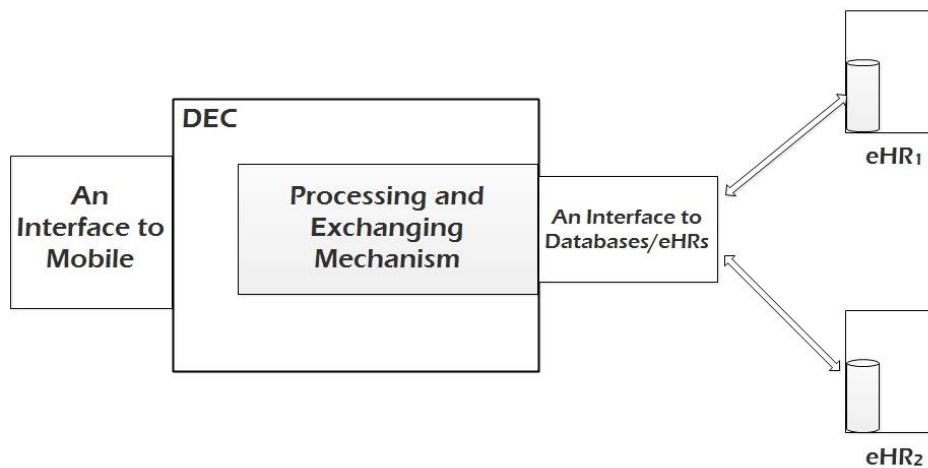 DEC
An
Interface to
Mobile
Processing and
Exchanging
Mechanism
An Interface to
Databases/eHRs
eHR1
eHR2